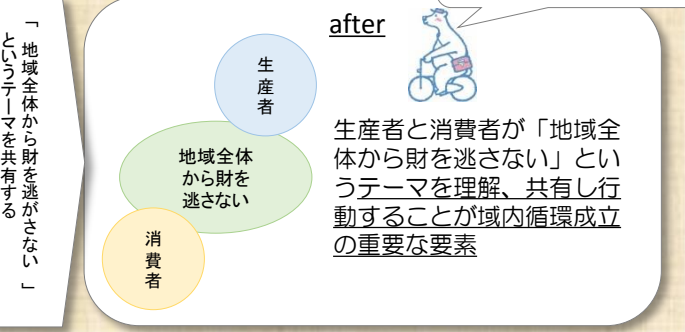 「地域全体から財を逃がさない」
というテーマを共有する
after
生
産
者
地域全体
から財を
逃さない
消
費
者
生産者と消費者が「地域全
体から財を逃さない」とい
うテーマを理解、共有し行
動することが域内循環成立
の重要な要素